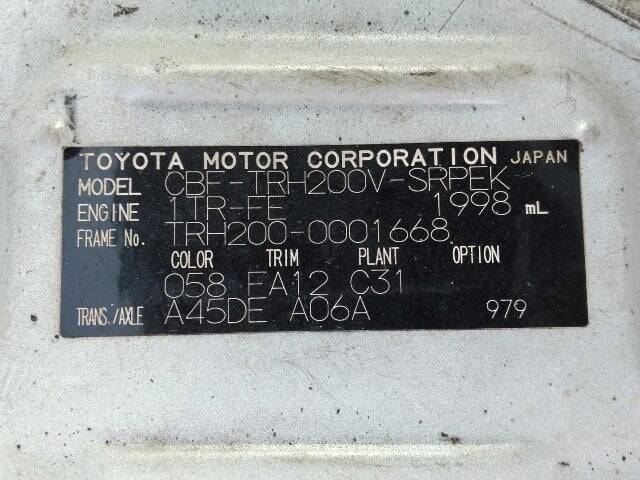 TOYOTA MOTOR CORPORATION JAPAN
MODEL CBF-TRH200V-SRPEK
ENGINE 1TR-FE 1998 mL
FRAME No. TRH200-0001668
COLOR TRIM PLANT OPTION
058 FA12 C31
TRANS./AXLE A45DE A06A 979